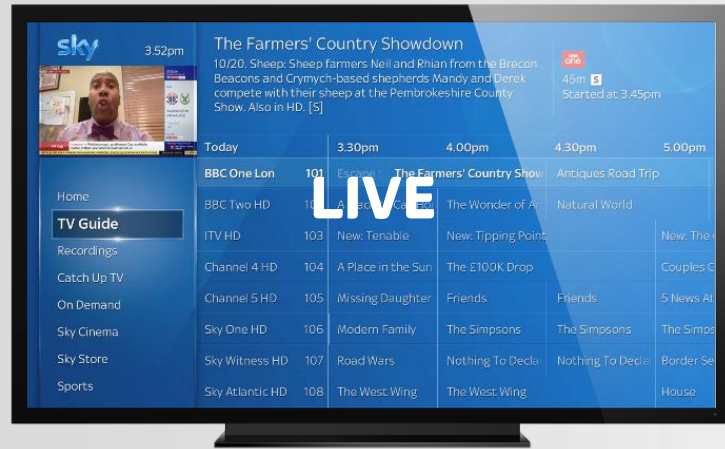 sky
3.52pm
The Farmers' Country Showdown
10/20. Sheep: Sheep farmers Neil and Rhian from the Brecon
Beacons and Crymych-based shepherds Mandy and Derek
compete with their sheep at the Pembrokeshire County
Show. Also in HD. [S]
one
45m S
Started at 3.45pm
Today 3.30pm 4.00pm 4.30pm 5.00pm
BBC One Lon 101 Escape t The Farmers' Country Show Antiques Road Trip
BBC Two HD The Wonder of An Natural World
LIVE
ITV HD 103 New: Tenable New: Tipping Point New: The
Channel 4 HD 104 A Place in the Sun The £100K Drop Couples C
Channel 5 HD 105 Missing Daughter Friends Friends 5 News At
Sky One HD 106 Modern Family The Simpsons The Simpsons The Simps
Sky Witness HD 107 Road Wars Nothing To Decla Nothing To Decla Border Se
Sky Atlantic HD 108 The West Wing The West Wing House
Home
TV Guide
Recordings
Catch Up TV
On Demand
Sky Cinema
Sky Store
Sports